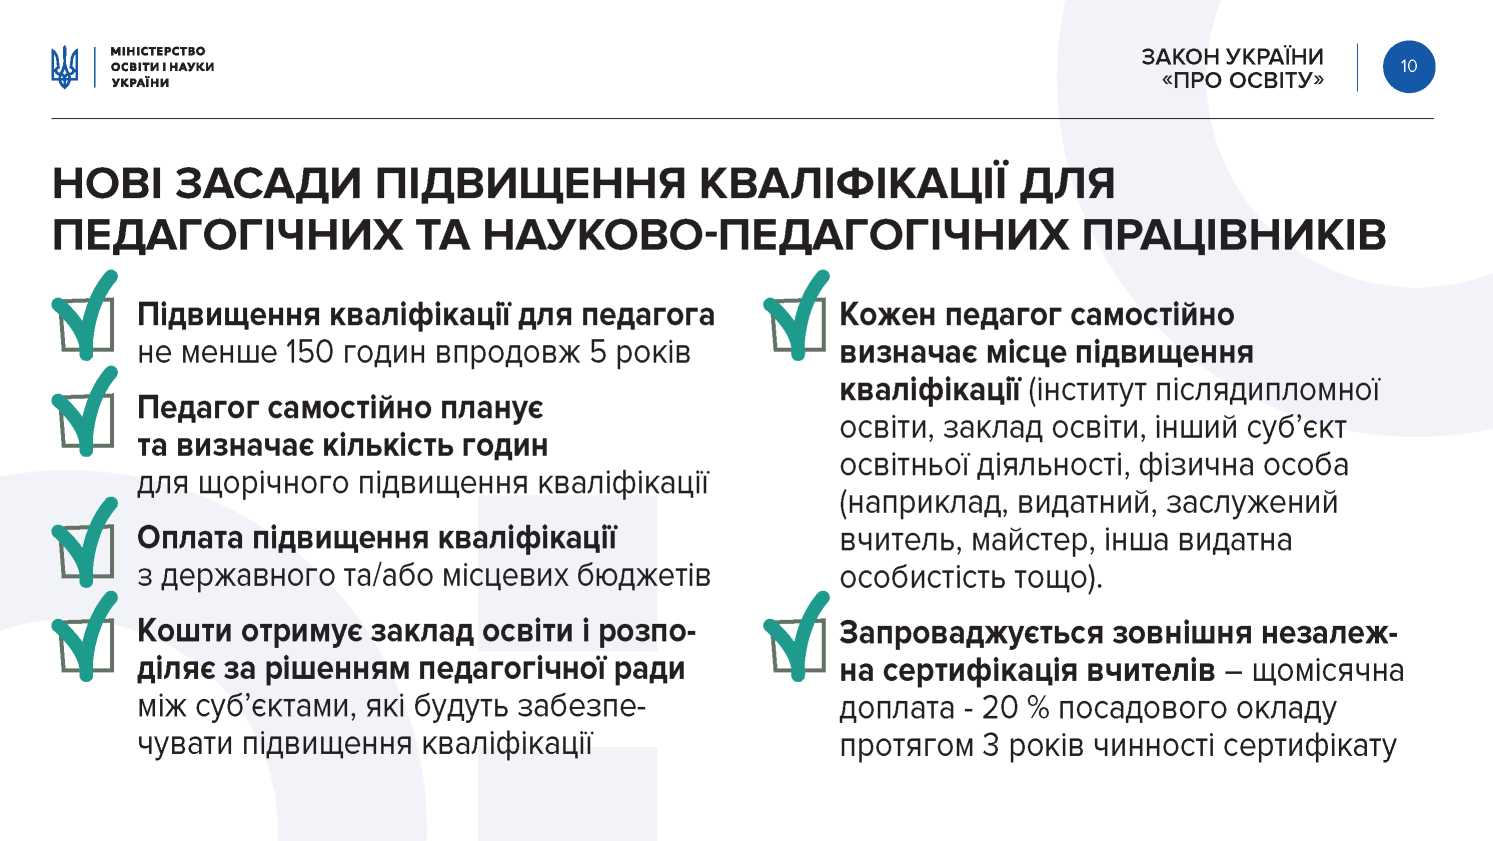 МІНІСТЕРСТВО
ОСВІТИ І НАУКИ
УКРАЇНИ
ЗАКОН УКРАЇНИ
«ПРО ОСВІТУ»
10
НОВІ ЗАСАДИ ПІДВИЩЕННЯ КВАЛІФІКАЦІЇ ДЛЯ
ПЕДАГОГІЧНИХ ТА НАУКОВО-ПЕДАГОГІЧНИХ ПРАЦІВНИКІВ
Підвищення кваліфікації для педагога
не менше 150 годин впродовж 5 років
Педагог самостійно планує
та визначає кількість годин
для щорічного підвищення кваліфікації
Оплата підвищення кваліфікації
з державного та/або місцевих бюджетів
Кошти отримує заклад освіти і розпо-
діляє за рішенням педагогічної ради
між суб’єктами, які будуть забезпе-
чувати підвищення кваліфікації
Кожен педагог самостійно
визначає місце підвищення
кваліфікації (інститут післядипломної
освіти, заклад освіти, інший суб’єкт
освітньої діяльності, фізична особа
(наприклад, видатний, заслужений
вчитель, майстер, інша видатна
особистість тощо).
Запроваджується зовнішня незалеж-
на сертифікація вчителів – щомісячна
доплата - 20 % посадового окладу
протягом 3 років чинності сертифікату